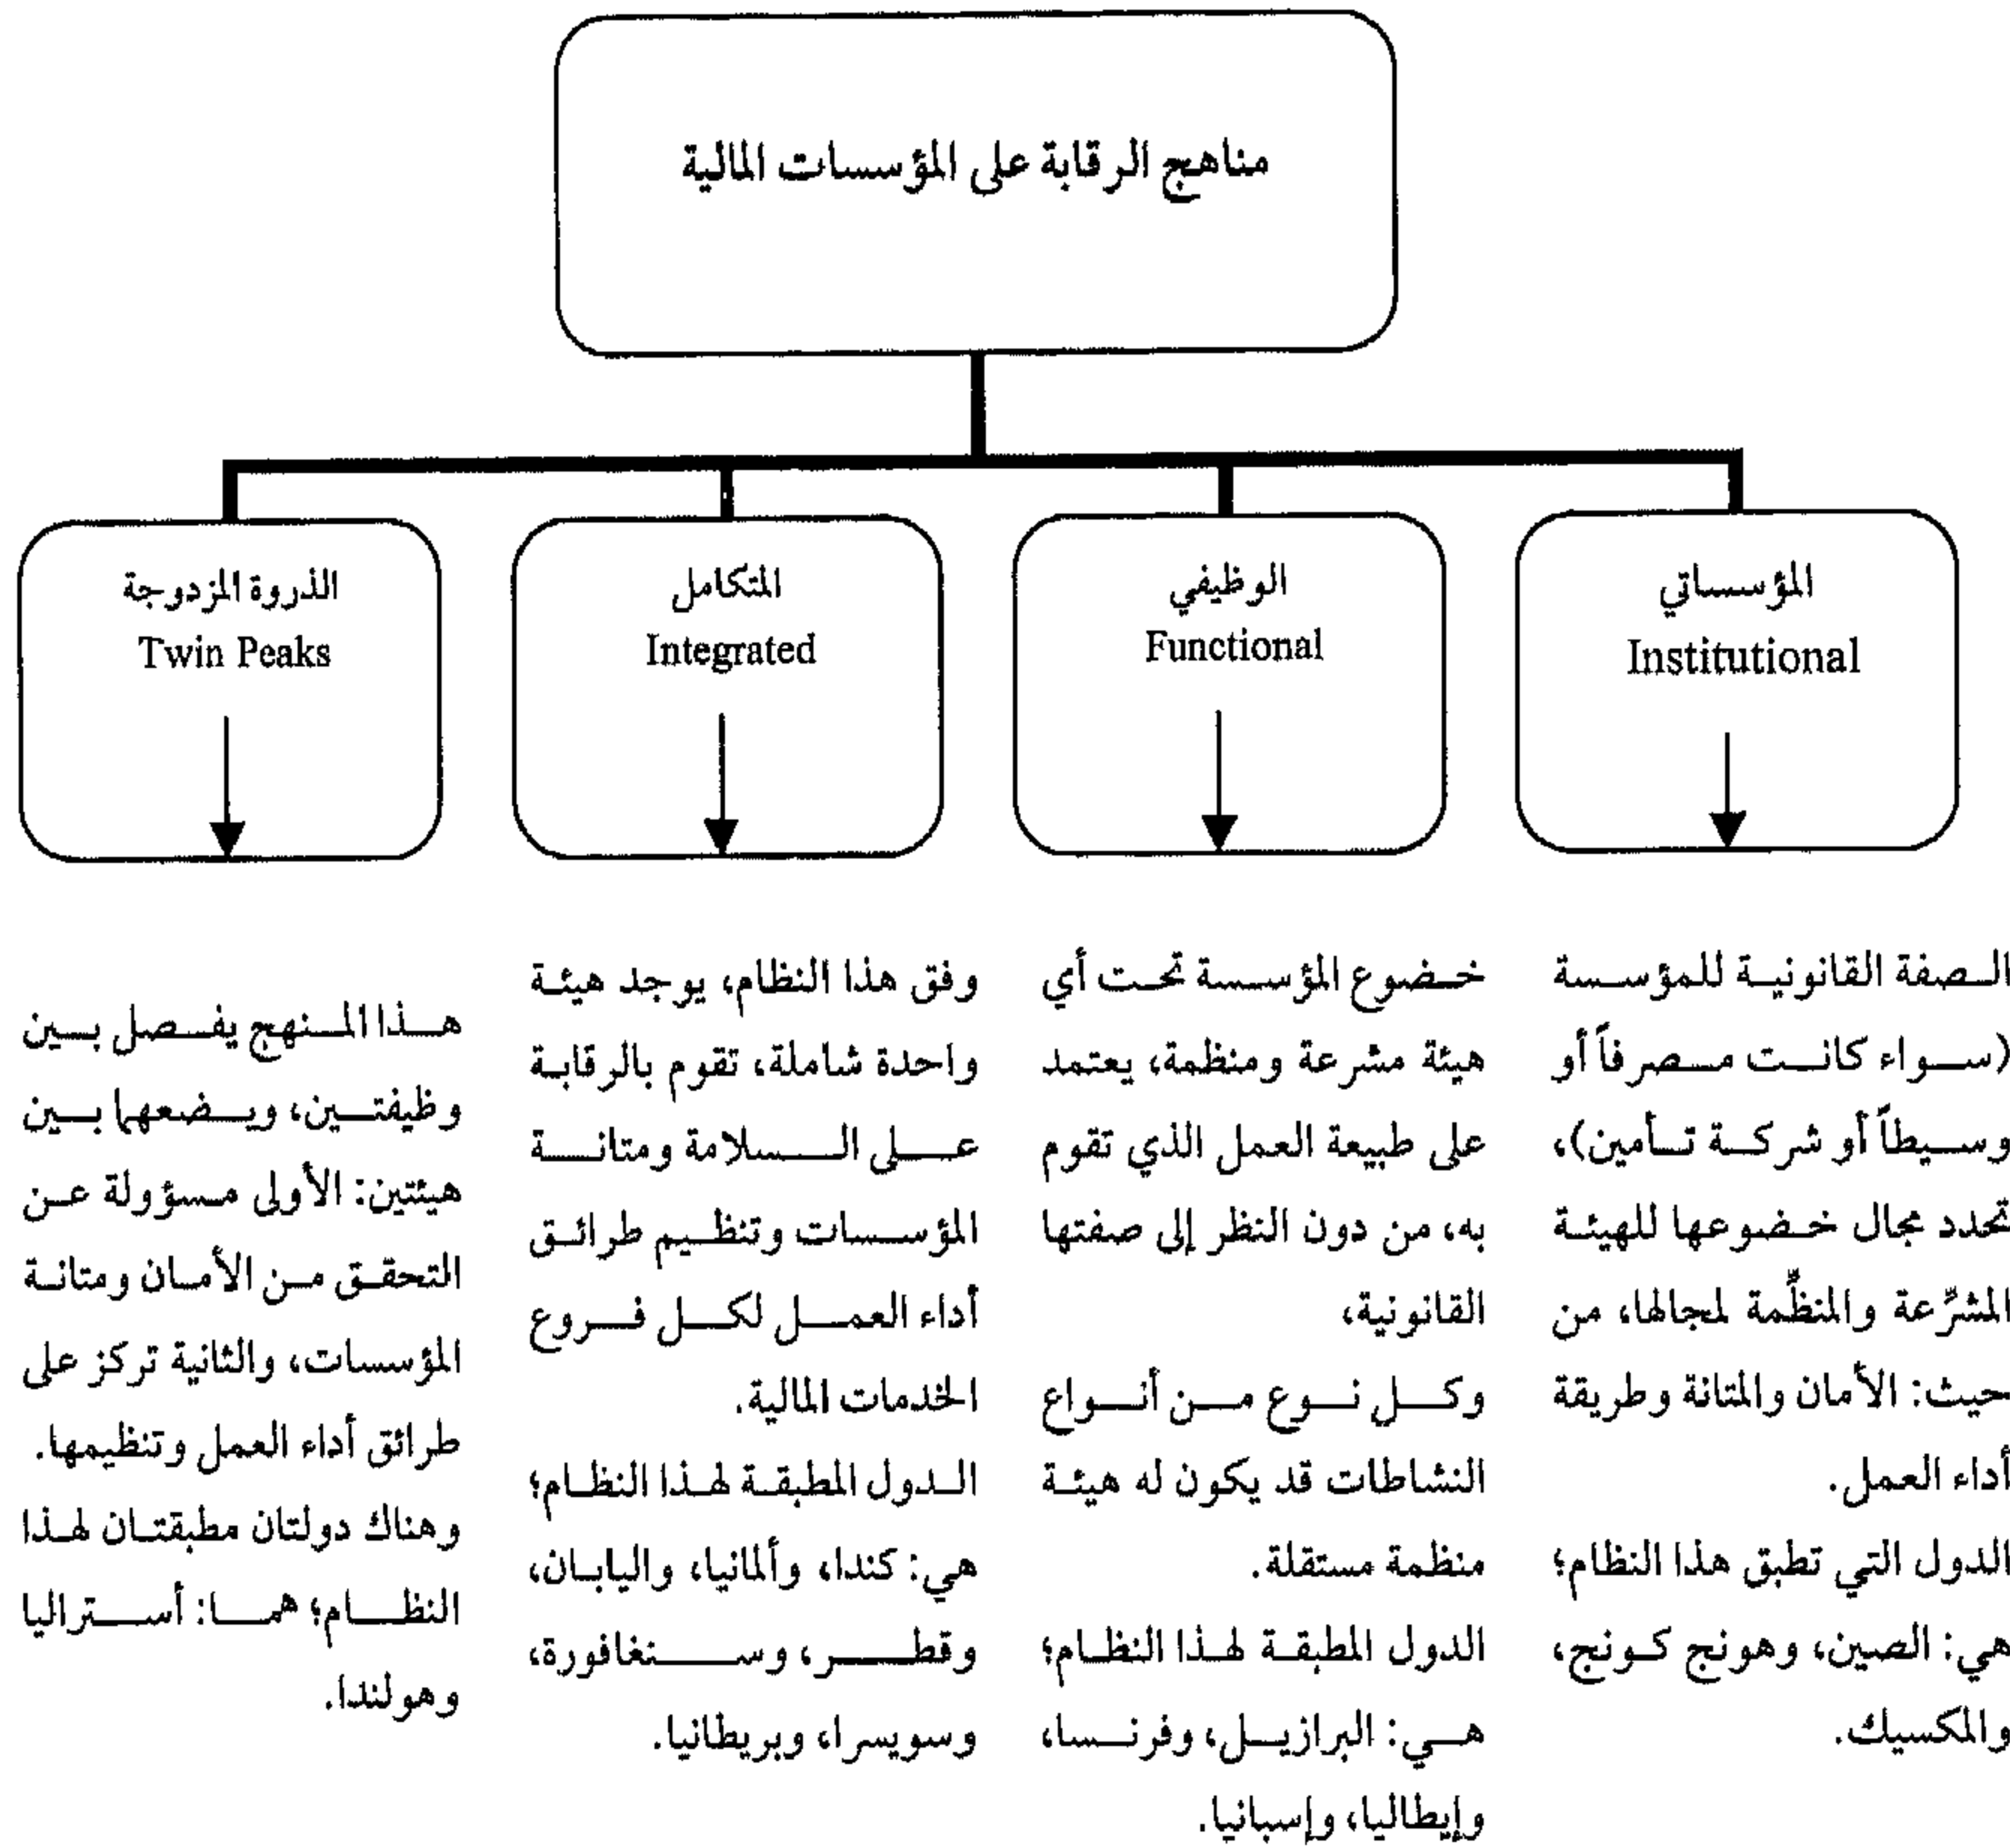 مناهج الرقابة على المؤسسات المالية
المؤسساتي
Institutional
الصفة القانونية للمؤسسة
(سواء كانت مصرفاً أو
وسيطاً أو شركة تأمين)،
تحدد مجال خضوعها للهيئة
المشرِّعة والمنظِّمة لمجالها، من
حيث: الأمان والمتانة وطريقة
أداء العمل.
الدول التي تطبق هذا النظام؛
هي: الصين، وهونج كونج،
والمكسيك.
الوظيفي
Functional
خضوع المؤسسة تحت أي
هيئة مشرعة ومنظمة، يعتمد
على طبيعة العمل الذي تقوم
به، من دون النظر إلى صفتها
القانونية،
وكل نوع من أنواع
النشاطات قد يكون له هيئة
منظمة مستقلة.
الدول المطبقة لهذا النظام؛
هي: البرازيل، وفرنسا،
وإيطاليا، وإسبانيا.
المتكامل
Integrated
وفق هذا النظام، يوجد هيئة
واحدة شاملة، تقوم بالرقابة
على السلامة ومتانة
المؤسسات وتنظيم طرائق
أداء العمل لكل فروع
الخدمات المالية.
الدول المطبقة لهذا النظام؛
هي: كندا، وألمانيا، واليابان،
وقطر، وسنغافورة،
وسويسرا، وبريطانيا.
الذروة المزدوجة
Twin Peaks
هذا المنهج يفصل بين
وظيفتين، ويضعهما بين
هيئتين: الأولى مسؤولة عن
التحقق من الأمان ومتانة
المؤسسات، والثانية تركز على
طرائق أداء العمل وتنظيمها.
وهناك دولتان مطبقتان لهذا
النظام؛ هما: أستراليا
وهولندا.